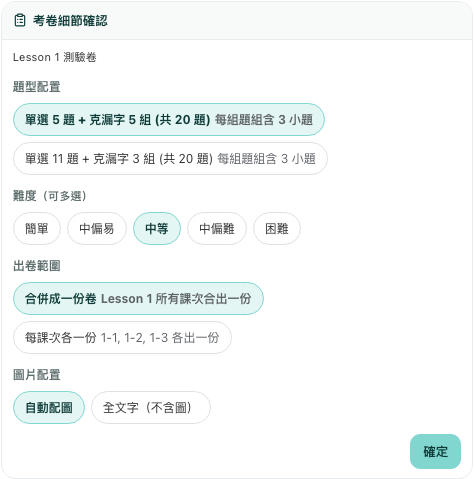 考卷細節確認
Lesson 1 測驗卷
題型配置
單選 5 題 + 克漏字 5 組 (共 20 題) 每組題組含 3 小題
單選 11 題 + 克漏字 3 組 (共 20 題) 每組題組含 3 小題
難度（可多選）
簡單 中偏易 中等 中偏難 困難
出卷範圍
合併成一份卷 Lesson 1 所有課次合出一份
每課次各一份 1-1, 1-2, 1-3 各出一份
圖片配置
自動配圖 全文字（不含圖）
確定